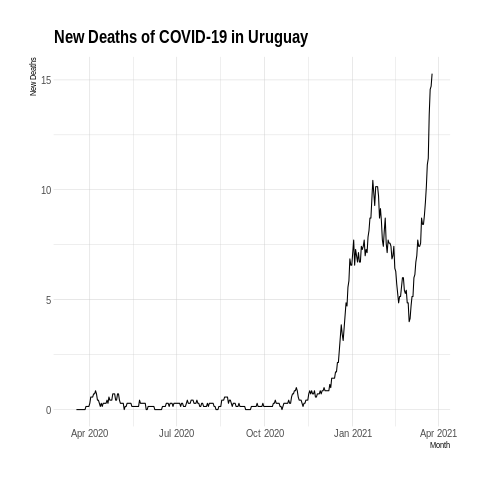 New Deaths of COVID-19 in Uruguay
New Deaths
15
10
5
0
Apr 2020 Jul 2020 Oct 2020 Jan 2021 Apr 2021
Month